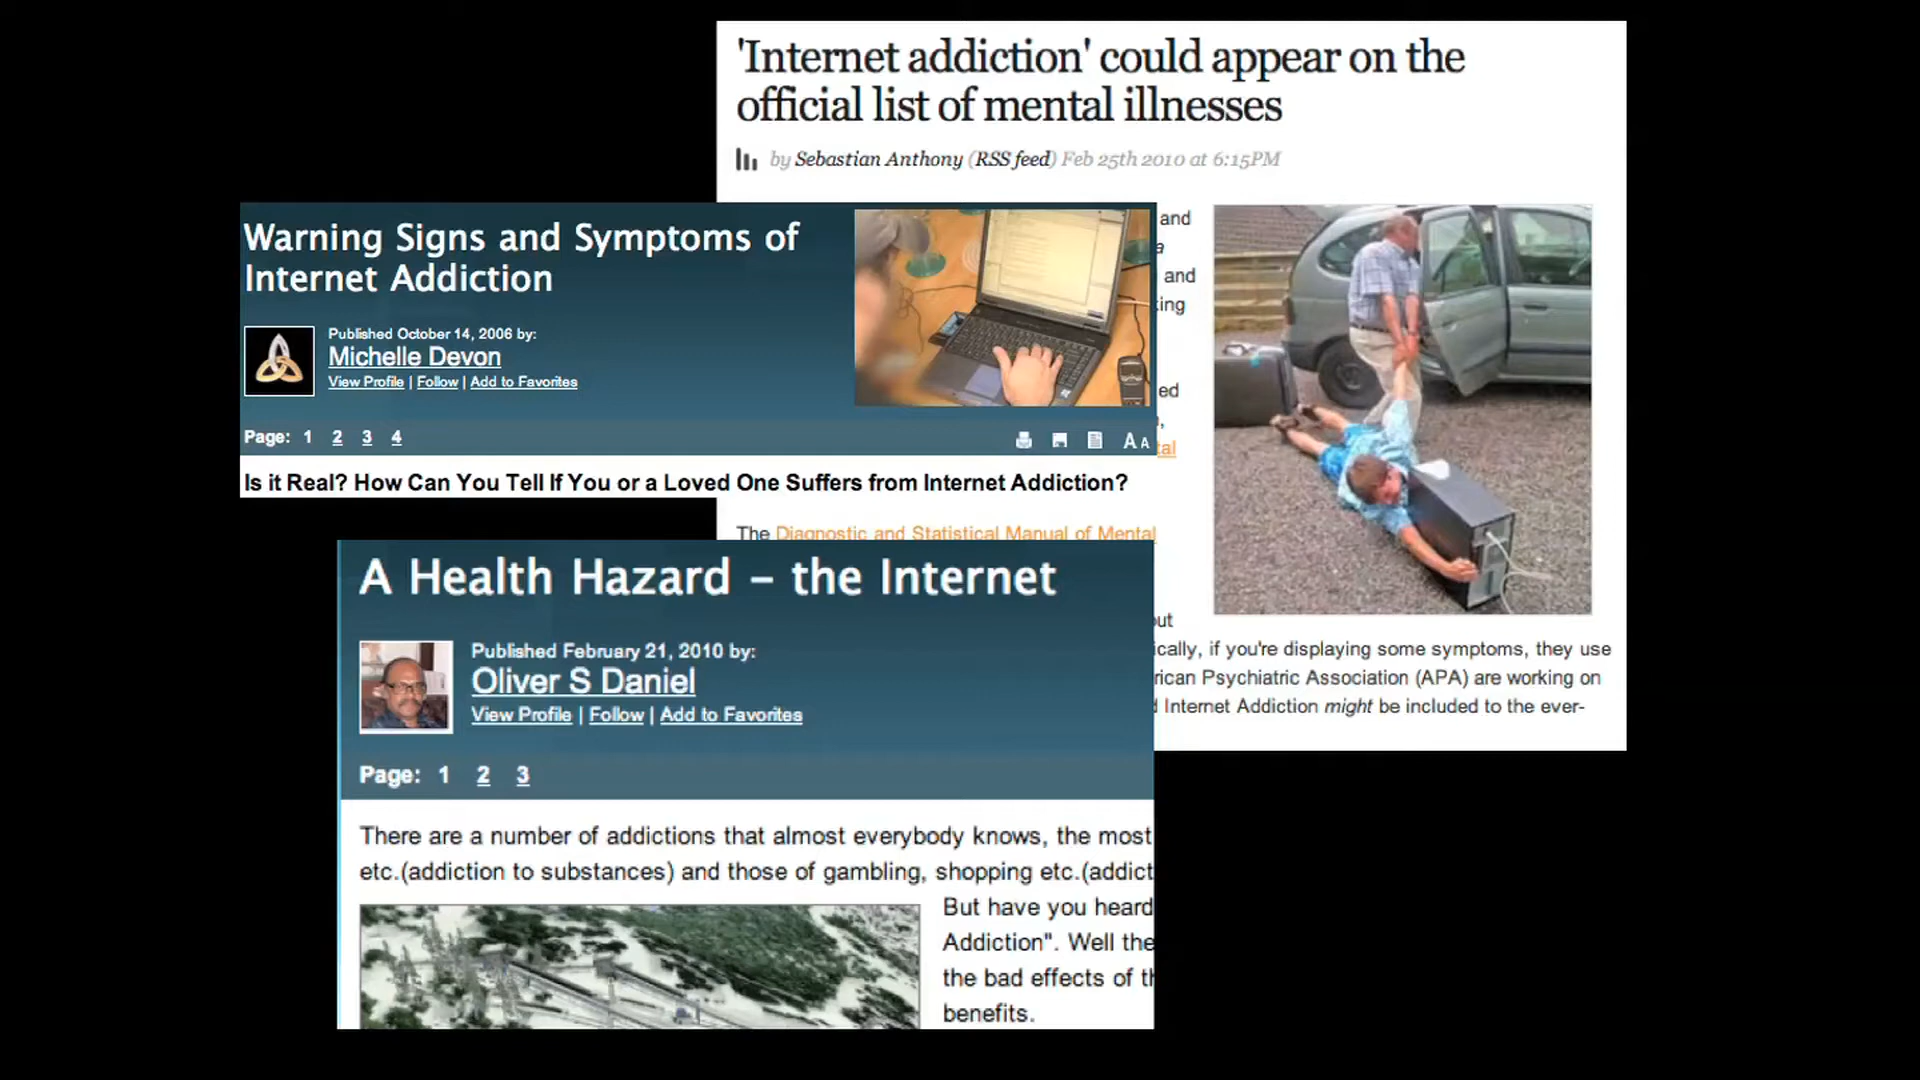 'Internet addiction' could appear on the
official list of mental illnesses
by Sebastian Anthony (RSS feed) Feb 25th 2010 at 6:15PM
and
a
and
ed
Warning Signs and Symptoms of
Internet Addiction
Published October 14, 2006 by:
Michelle Devon
View Profile | Follow | Add to Favorites
Page: 1 2 3 4
A A
Is it Real? How Can You Tell If You or a Loved One Suffers from Internet Addiction?
The Diagnostic and Statistical Manual of Mental
if you're displaying some symptoms, they use
Psychiatric Association (APA) are working on
Internet Addiction might be included to the ever-
A Health Hazard – the Internet
Published February 21, 2010 by:
Oliver S Daniel
View Profile | Follow | Add to Favorites
Page: 1 2 3
There are a number of addictions that almost everybody knows, the most
etc.(addiction to substances) and those of gambling, shopping etc.(addict
But have you heard
Addiction". Well the
the bad effects of th
benefits.